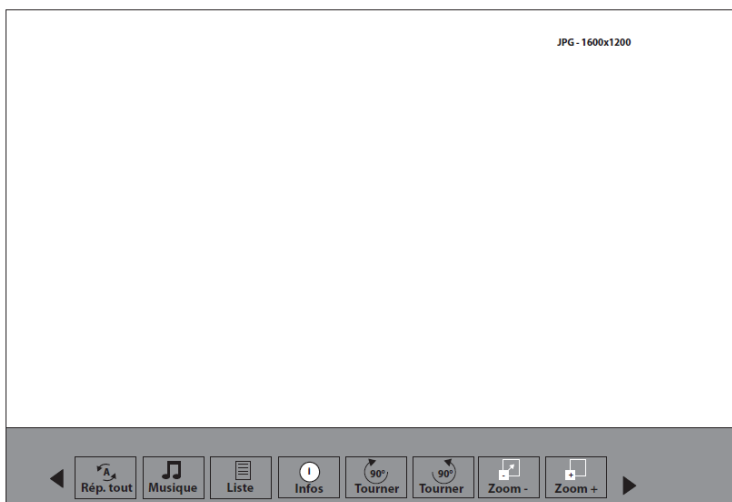 JPG - 1600x1200
A
90°
90°
Rép. tout
Musique
Liste
Infos
Tourner
Tourner
Zoom -
Zoom +